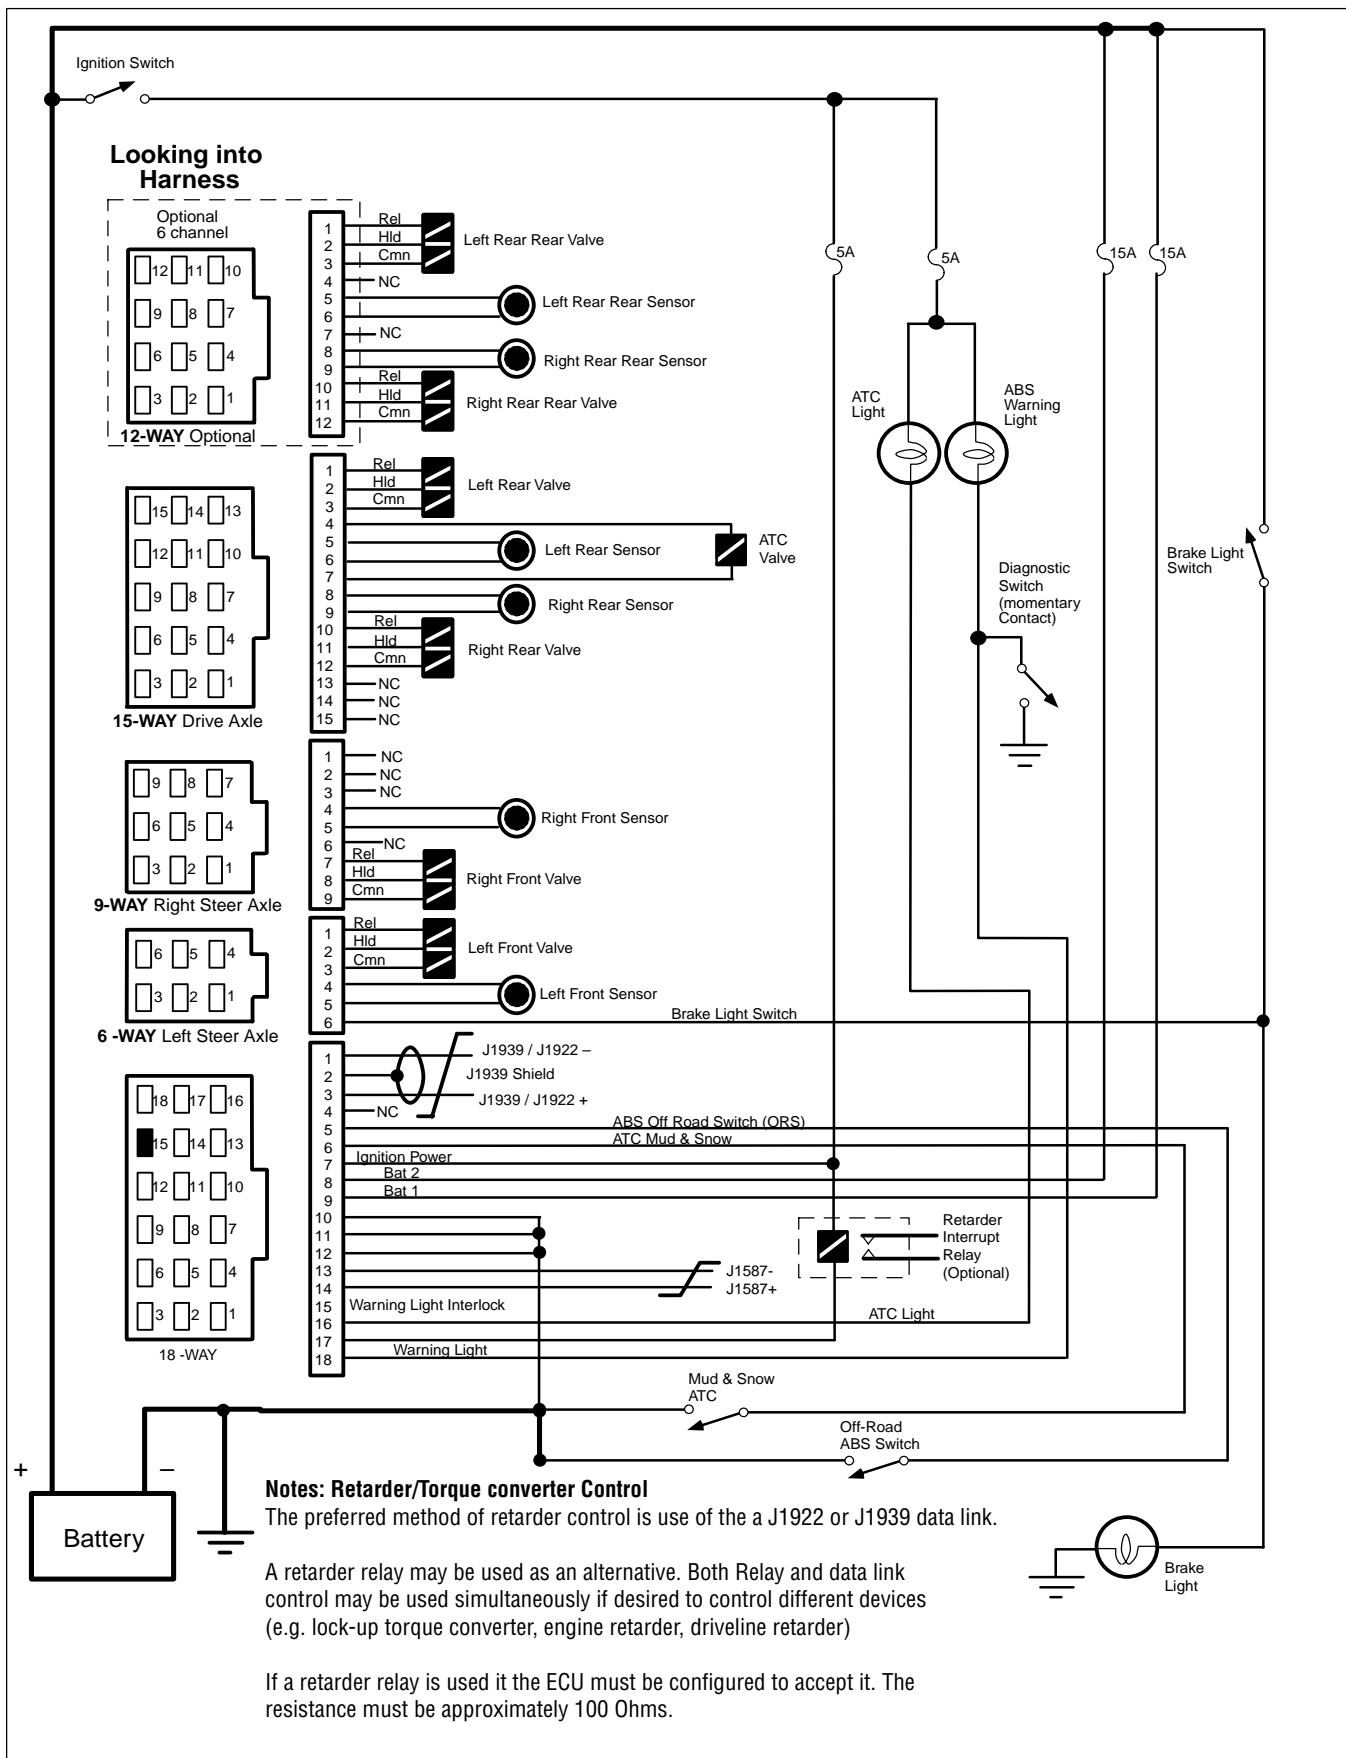 Ignition Switch
Looking into
Harness
Optional
6 channel
12 11 10
9 8 7
6 5 4
3 2 1
12-WAY Optional
1 Rel
2 Hld
3 Cmn
Left Rear Rear Valve
4 NC
5
6
Left Rear Rear Sensor
7 NC
8
9
Right Rear Rear Sensor
10 Rel
11 Hld
12 Cmn
Right Rear Rear Valve
5A
5A
15A
15A
ATC
Light
ABS
Warning
Light
15 14 13
12 11 10
9 8 7
6 5 4
3 2 1
15-WAY Drive Axle
1 Rel
2 Hld
3 Cmn
Left Rear Valve
4
5
6
7
Left Rear Sensor
ATC
Valve
8
9
Right Rear Sensor
10 Rel
11 Hld
12 Cmn
Right Rear Valve
13 NC
14 NC
15 NC
Diagnostic
Switch
(momentary
Contact)
Brake Light
Switch
9 8 7
6 5 4
3 2 1
9-WAY Right Steer Axle
1 NC
2 NC
3 NC
4
5
Right Front Sensor
6 NC
7 Rel
8 Hld
9 Cmn
Right Front Valve
6 5 4
3 2 1
6 -WAY Left Steer Axle
1 Rel
2 Hld
3 Cmn
Left Front Valve
4
5
Left Front Sensor
6 Brake Light Switch
18 17 16
15 14 13
12 11 10
9 8 7
6 5 4
3 2 1
18 -WAY
1 J1939 / J1922 –
2 J1939 Shield
3 J1939 / J1922 +
4 NC
5 ABS Off Road Switch (ORS)
6 ATC Mud & Snow
7 Ignition Power
8 Bat 2
9 Bat 1
10
11
12
13 J1587-
14 J1587+
15 Warning Light Interlock
16 ATC Light
17
18 Warning Light
Retarder
Interrupt
Relay
(Optional)
Mud & Snow
ATC
Off-Road
ABS Switch
+ –
Battery
Brake
Light
Notes: Retarder/Torque converter Control
The preferred method of retarder control is use of the a J1922 or J1939 data link.
A retarder relay may be used as an alternative. Both Relay and data link
control may be used simultaneously if desired to control different devices
(e.g. lock-up torque converter, engine retarder, driveline retarder)
If a retarder relay is used it the ECU must be configured to accept it. The
resistance must be approximately 100 Ohms.